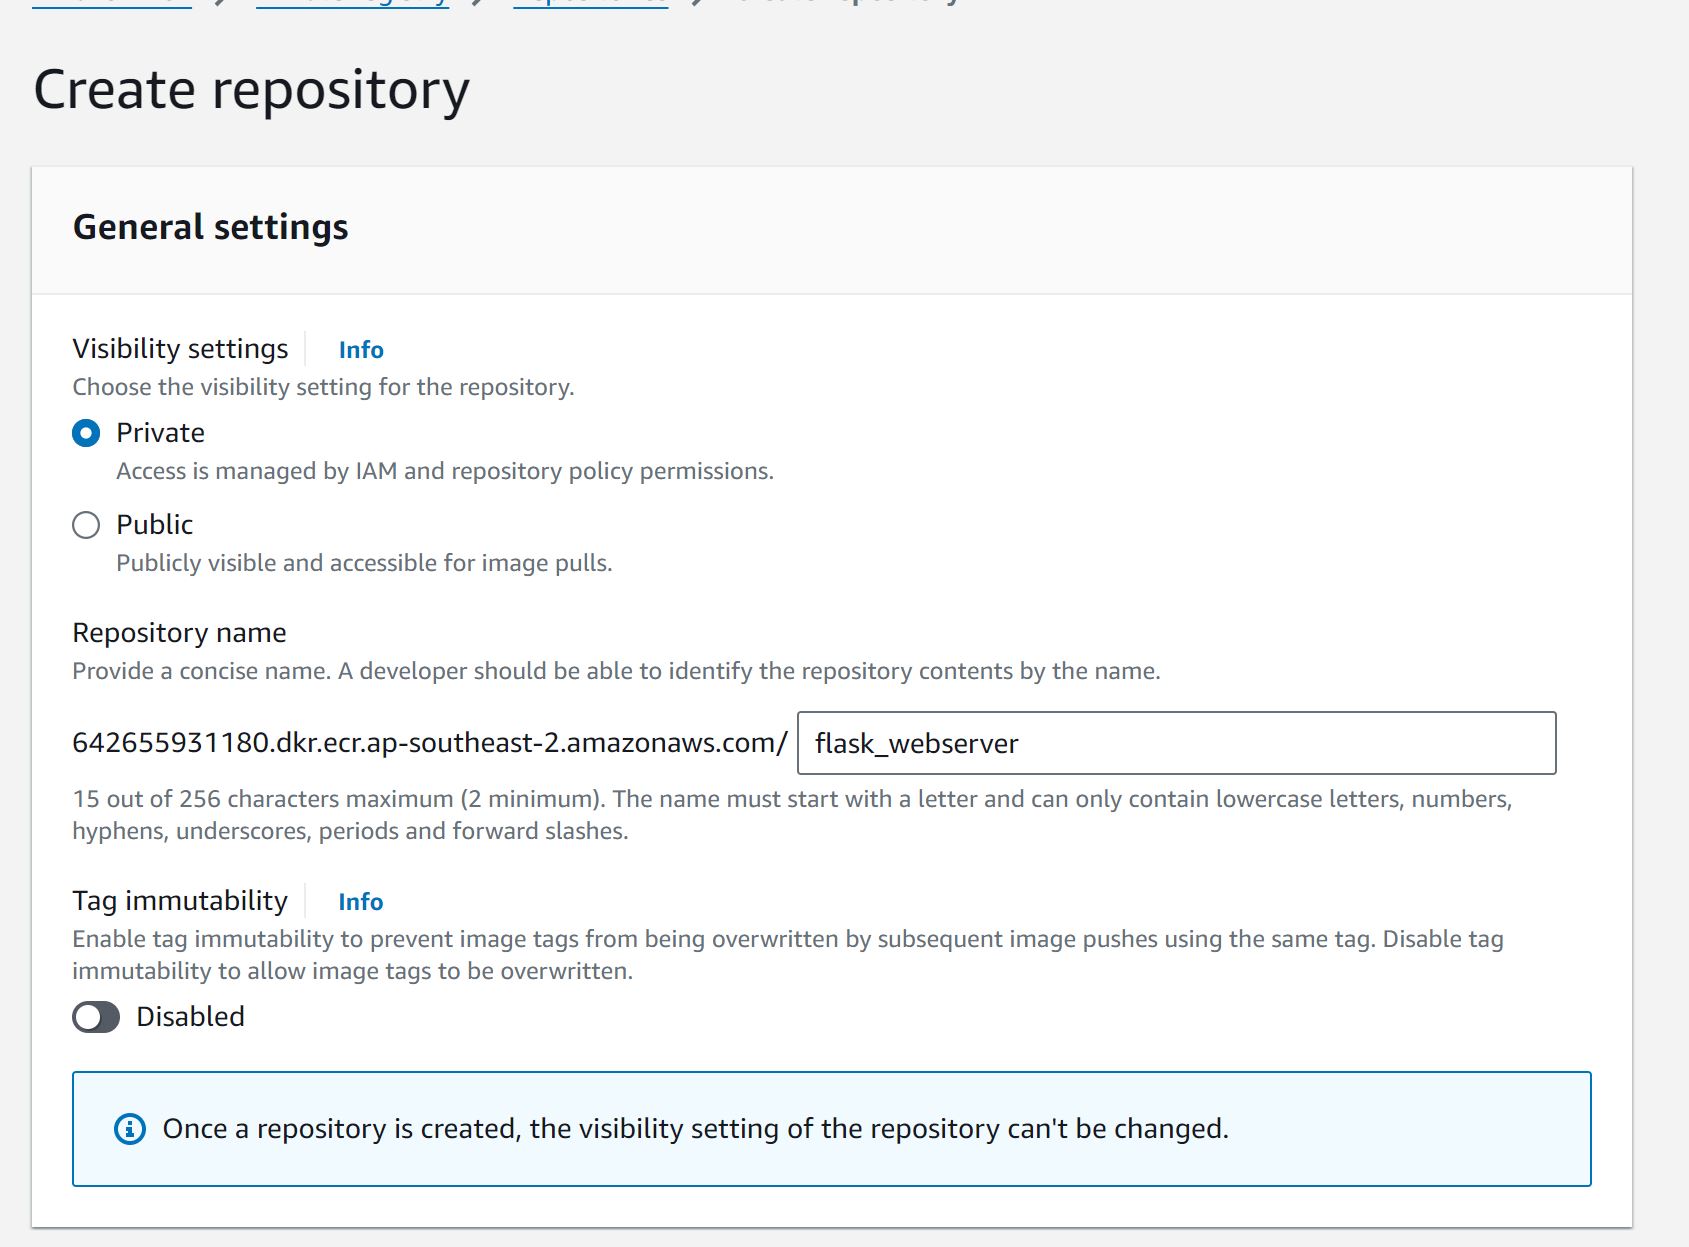 Create repository
General settings
Visibility settings Info
Choose the visibility setting for the repository.
Private
Access is managed by IAM and repository policy permissions.
Public
Publicly visible and accessible for image pulls.
Repository name
Provide a concise name. A developer should be able to identify the repository contents by the name.
642655931180.dkr.ecr.ap-southeast-2.amazonaws.com/ flask_webserver
15 out of 256 characters maximum (2 minimum). The name must start with a letter and can only contain lowercase letters, numbers,
hyphens, underscores, periods and forward slashes.
Tag immutability Info
Enable tag immutability to prevent image tags from being overwritten by subsequent image pushes using the same tag. Disable tag
immutability to allow image tags to be overwritten.
Disabled
Once a repository is created, the visibility setting of the repository can't be changed.